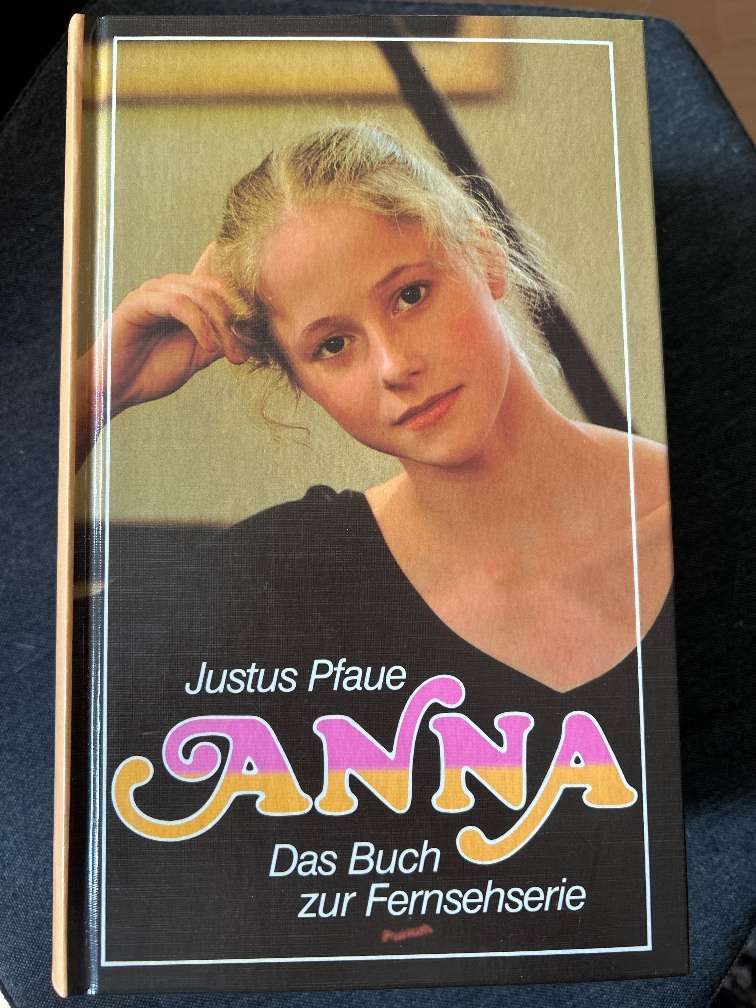 Justus Pfaue
ANNA
Das Buch
zur Fernsehserie